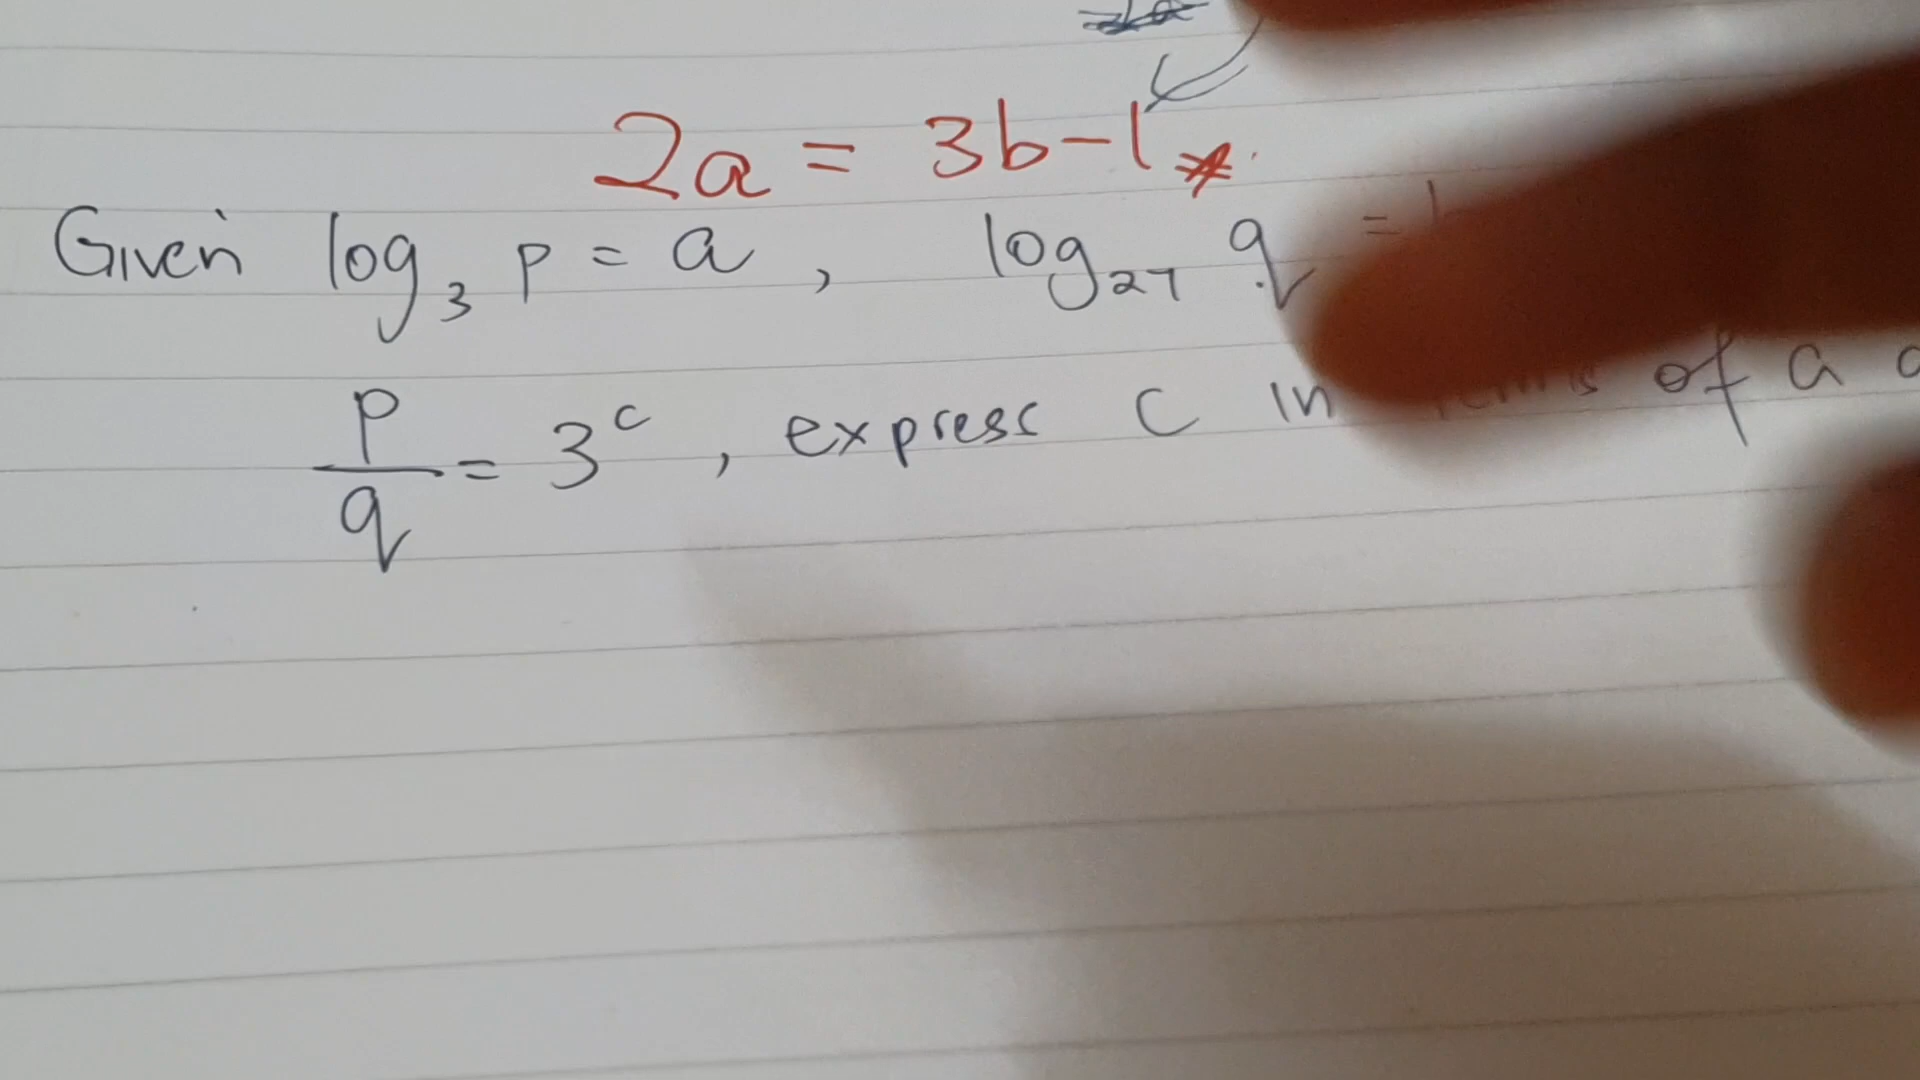 2a = 3b-1
Given log₃ p = a, log₂₇ q =
p/q = 3^c, express c in of a